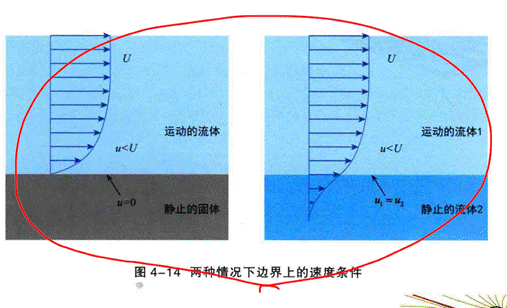 U
U
运动的流体
运动的流体1
u<U
u<U
u=0
u₁≈u₂
静止的固体
静止的流体2
图 4-14 两种情况下边界上的速度条件